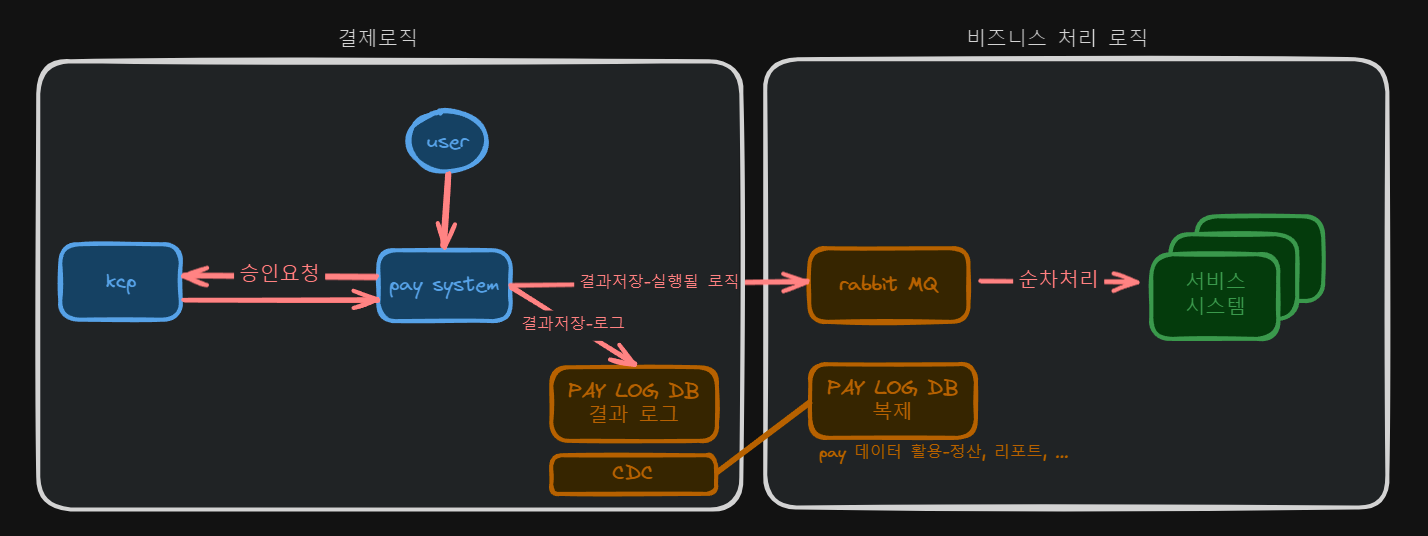 결제로직
비즈니스 처리 로직
user
kcp
승인요청
pay system
결과저장-실행될 로직
결과저장-로그
rabbit MQ
순차처리
서비스
시스템
PAY LOG DB
결과 로그
CDC
PAY LOG DB
복제
pay 데이터 활용-정산, 리포트, ...